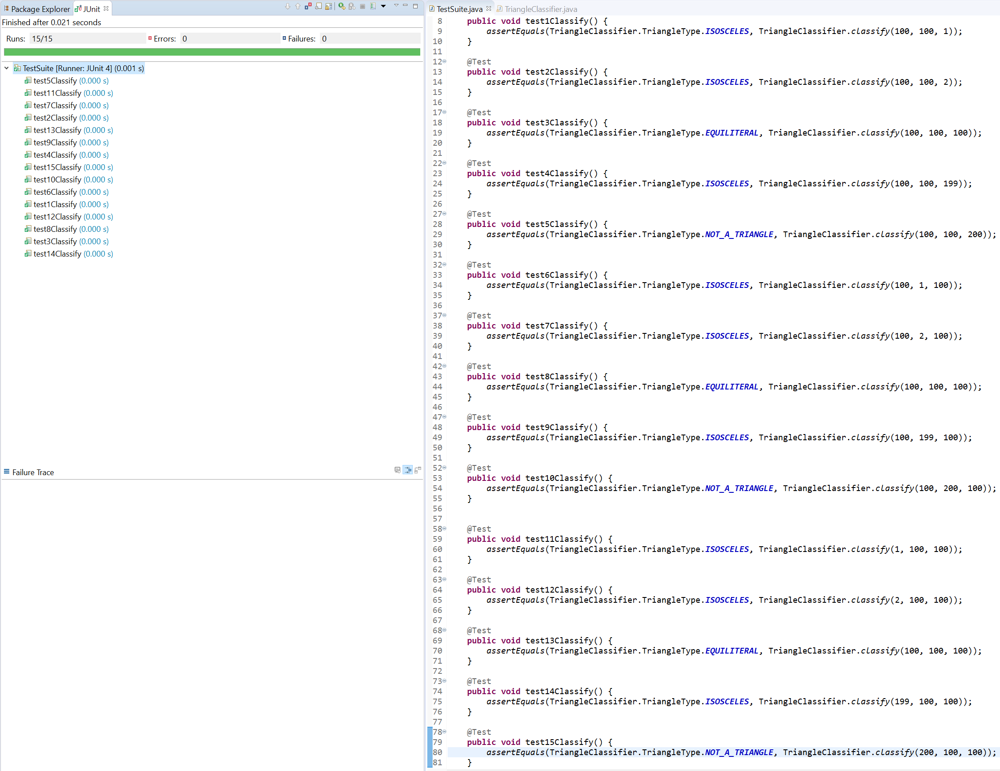 Package Explorer JUnit
Finished after 0.021 seconds
Runs: 15/15 Errors: 0 Failures: 0
TestSuite [Runner: JUnit 4] (0.001 s)
test5Classify (0.000 s)
test11Classify (0.000 s)
test7Classify (0.000 s)
test2Classify (0.000 s)
test13Classify (0.000 s)
test9Classify (0.000 s)
test4Classify (0.000 s)
test15Classify (0.000 s)
test10Classify (0.000 s)
test6Classify (0.000 s)
test1Classify (0.000 s)
test12Classify (0.000 s)
test8Classify (0.000 s)
test3Classify (0.000 s)
test14Classify (0.000 s)
Failure Trace
TestSuite.java TriangleClassifier.java
8 public void test1Classify() {
9 assertEquals(TriangleClassifier.TriangleType.ISOSCELES, TriangleClassifier.classify(100, 100, 1));
10 }
11
12 @Test
13 public void test2Classify() {
14 assertEquals(TriangleClassifier.TriangleType.ISOSCELES, TriangleClassifier.classify(100, 100, 2));
15 }
16
17 @Test
18 public void test3Classify() {
19 assertEquals(TriangleClassifier.TriangleType.EQUILITERAL, TriangleClassifier.classify(100, 100, 100));
20 }
21
22 @Test
23 public void test4Classify() {
24 assertEquals(TriangleClassifier.TriangleType.ISOSCELES, TriangleClassifier.classify(100, 100, 199));
25 }
26
27 @Test
28 public void test5Classify() {
29 assertEquals(TriangleClassifier.TriangleType.NOT_A_TRIANGLE, TriangleClassifier.classify(100, 100, 200));
30 }
31
32 @Test
33 public void test6Classify() {
34 assertEquals(TriangleClassifier.TriangleType.ISOSCELES, TriangleClassifier.classify(100, 1, 100));
35 }
36
37 @Test
38 public void test7Classify() {
39 assertEquals(TriangleClassifier.TriangleType.ISOSCELES, TriangleClassifier.classify(100, 2, 100));
40 }
41
42 @Test
43 public void test8Classify() {
44 assertEquals(TriangleClassifier.TriangleType.EQUILITERAL, TriangleClassifier.classify(100, 100, 100));
45 }
46
47 @Test
48 public void test9Classify() {
49 assertEquals(TriangleClassifier.TriangleType.ISOSCELES, TriangleClassifier.classify(100, 199, 100));
50 }
51
52 @Test
53 public void test10Classify() {
54 assertEquals(TriangleClassifier.TriangleType.NOT_A_TRIANGLE, TriangleClassifier.classify(100, 200, 100));
55 }
56
57
58 @Test
59 public void test11Classify() {
60 assertEquals(TriangleClassifier.TriangleType.ISOSCELES, TriangleClassifier.classify(1, 100, 100));
61 }
62
63 @Test
64 public void test12Classify() {
65 assertEquals(TriangleClassifier.TriangleType.ISOSCELES, TriangleClassifier.classify(2, 100, 100));
66 }
67
68 @Test
69 public void test13Classify() {
70 assertEquals(TriangleClassifier.TriangleType.EQUILITERAL, TriangleClassifier.classify(100, 100, 100));
71 }
72
73 @Test
74 public void test14Classify() {
75 assertEquals(TriangleClassifier.TriangleType.ISOSCELES, TriangleClassifier.classify(199, 100, 100));
76 }
77
78 @Test
79 public void test15Classify() {
80 assertEquals(TriangleClassifier.TriangleType.NOT_A_TRIANGLE, TriangleClassifier.classify(200, 100, 100));
81 }